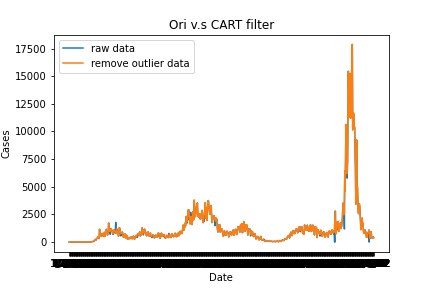 Ori v.s CART filter
raw data
remove outlier data
17500
15000
12500
10000
7500
5000
2500
0
Cases
Date